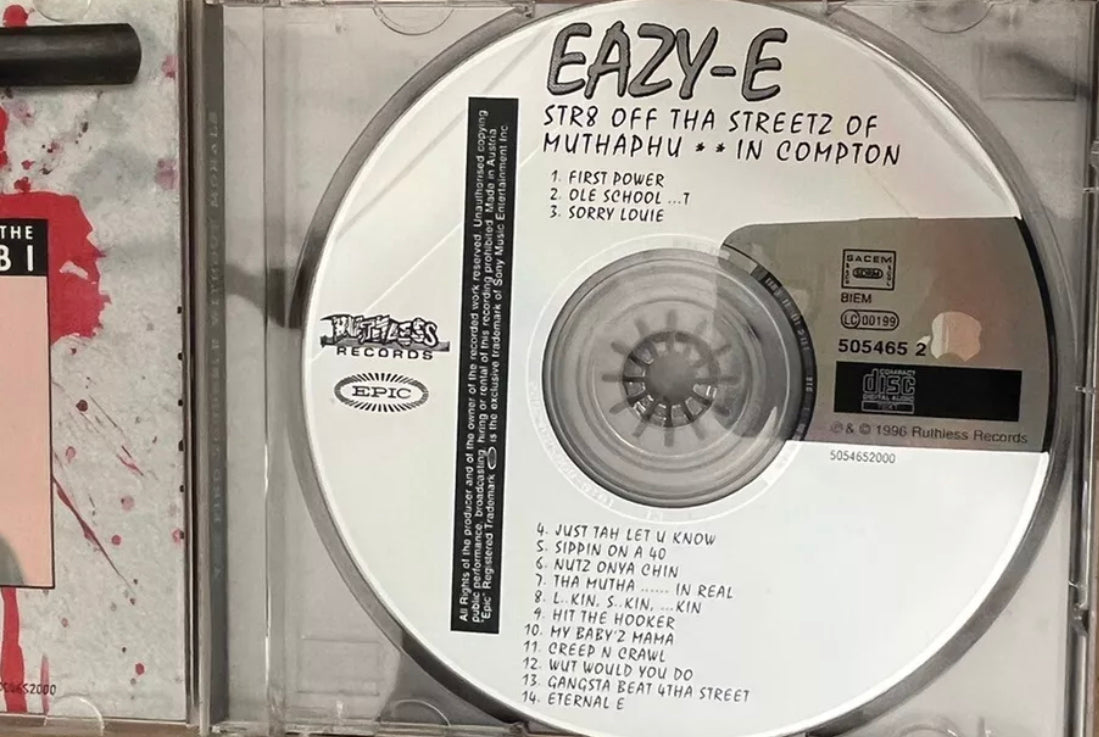 THE
BI
EAZY-E
STR8 OFF THA STREETZ OF
MUTHAPHU * * IN COMPTON
1. FIRST POWER
2. OLE SCHOOL ...T
3. SORRY LOUIE
All Rights of the producer and of the owner of the recorded work reserved. Unauthorised copying
public performance, broadcasting, hiring or rental of this recording prohibited. Made in Austria
"Epic" Registered Trademark is the exclusive trademark of Sony Music Entertainment Inc.
RUTHLESS
RECORDS
EPIC
SACEM
BIEM
LC 00199
505465 2
COMPACT
disc
DIGITAL AUDIO
TEXT
℗ & © 1996 Ruthless Records
5054652000
4. JUST TAH LET U KNOW
5. SIPPIN ON A 40
6. NUTZ ONYA CHIN
7. THA MUTHA ...... IN REAL
8. L..KIN, S..KIN, ...KIN
9. HIT THE HOOKER
10. MY BABY'Z MAMA
11. CREEP N CRAWL
12. WUT WOULD YOU DO
13. GANGSTA BEAT 4THA STREET
14. ETERNAL E